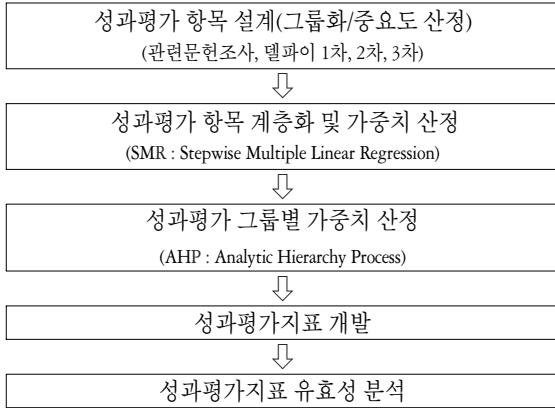 성과평가 항목 설계(그룹화/중요도 산정)
(관련문헌조사, 델파이 1차, 2차, 3차)
성과평가 항목 계층화 및 가중치 산정
(SMR : Stepwise Multiple Linear Regression)
성과평가 그룹별 가중치 산정
(AHP : Analytic Hierarchy Process)
성과평가지표 개발
성과평가지표 유효성 분석